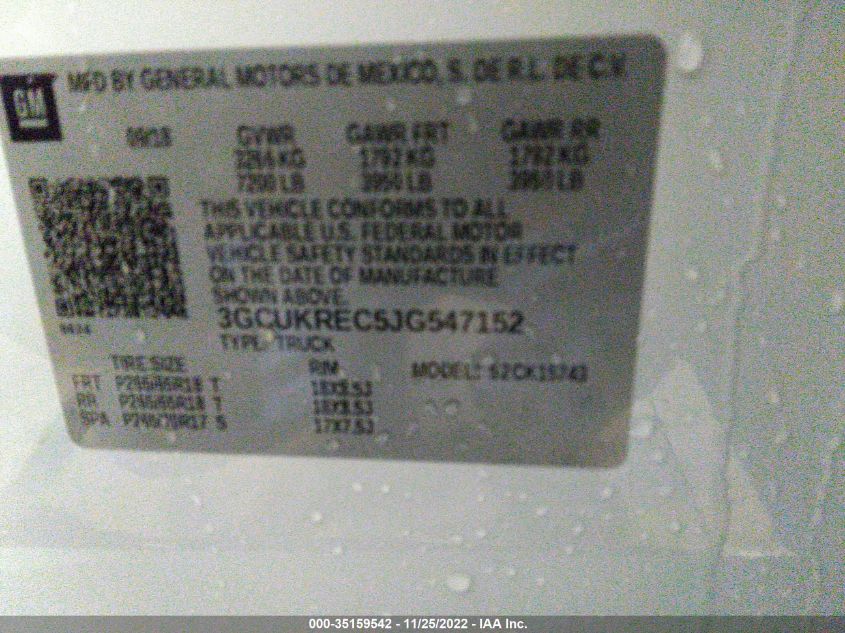 MFD BY GENERAL MOTORS DE MEXICO, S. DE R.L. DE C.V.
GM
GVWR GAWR FRT GAWR RR
KG 1792 KG 1792 KG
7200 LB 3950 LB 3950 LB
THIS VEHICLE CONFORMS TO ALL
APPLICABLE U.S. FEDERAL MOTOR
VEHICLE SAFETY STANDARDS IN EFFECT
ON THE DATE OF MANUFACTURE
SHOWN ABOVE.
3GCUKREC5JG547152
TYPE: TRUCK
TIRE SIZE RIM MODEL:
FRT T
RR T
SPA S 17X7.5J
000-35159542 - 11/25/2022 - IAA Inc.